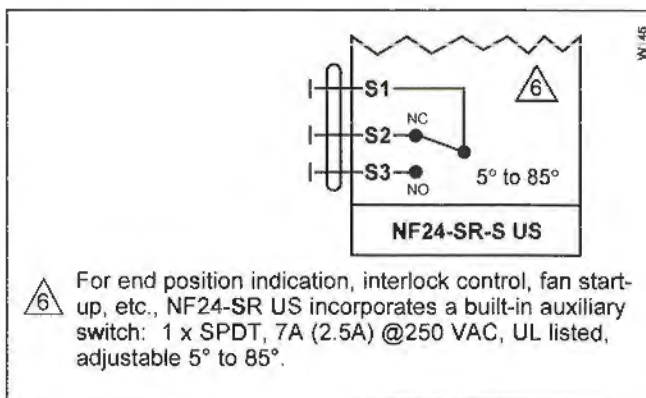 W145
S1
6
NC
S2
S3
5° to 85°
NO
NF24-SR-S US
6
For end position indication, interlock control, fan start-
up, etc., NF24-SR US incorporates a built-in auxiliary
switch: 1 x SPDT, 7A (2.5A) @250 VAC, UL listed,
adjustable 5° to 85°.